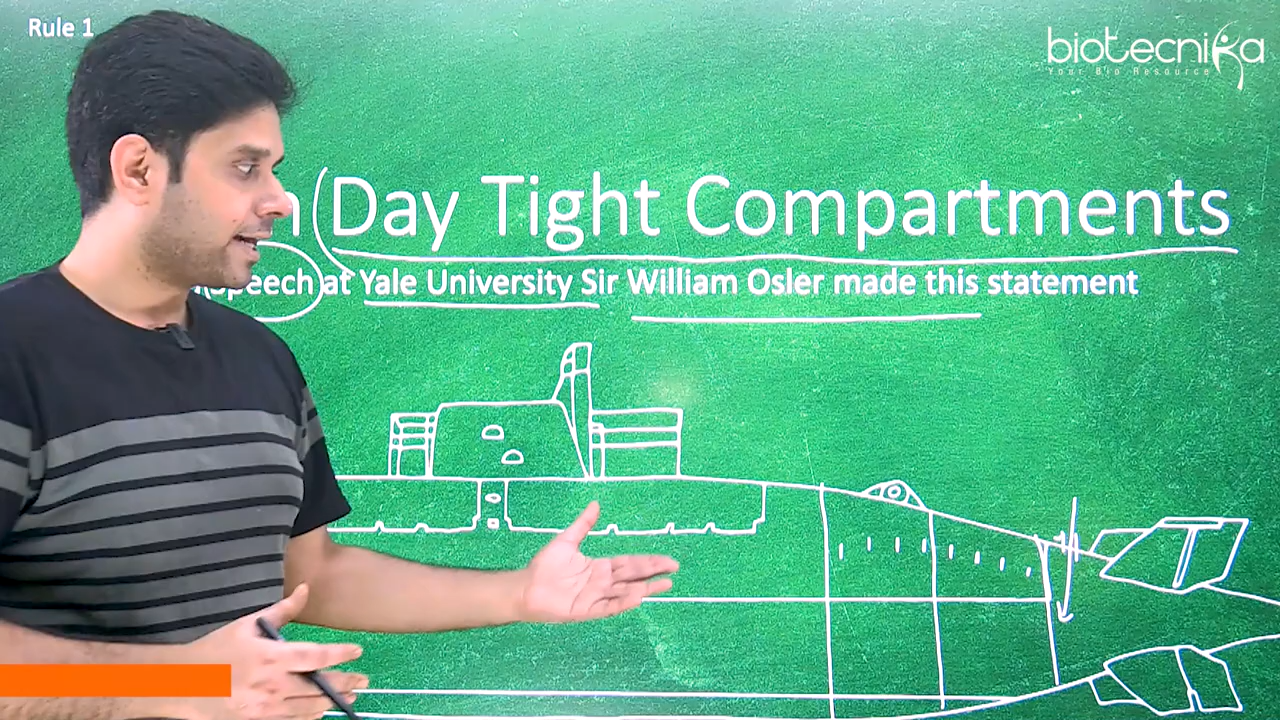 Rule 1
biotecnika
Your Bio Resource
Day Tight Compartments
Speech at Yale University Sir William Osler made this statement